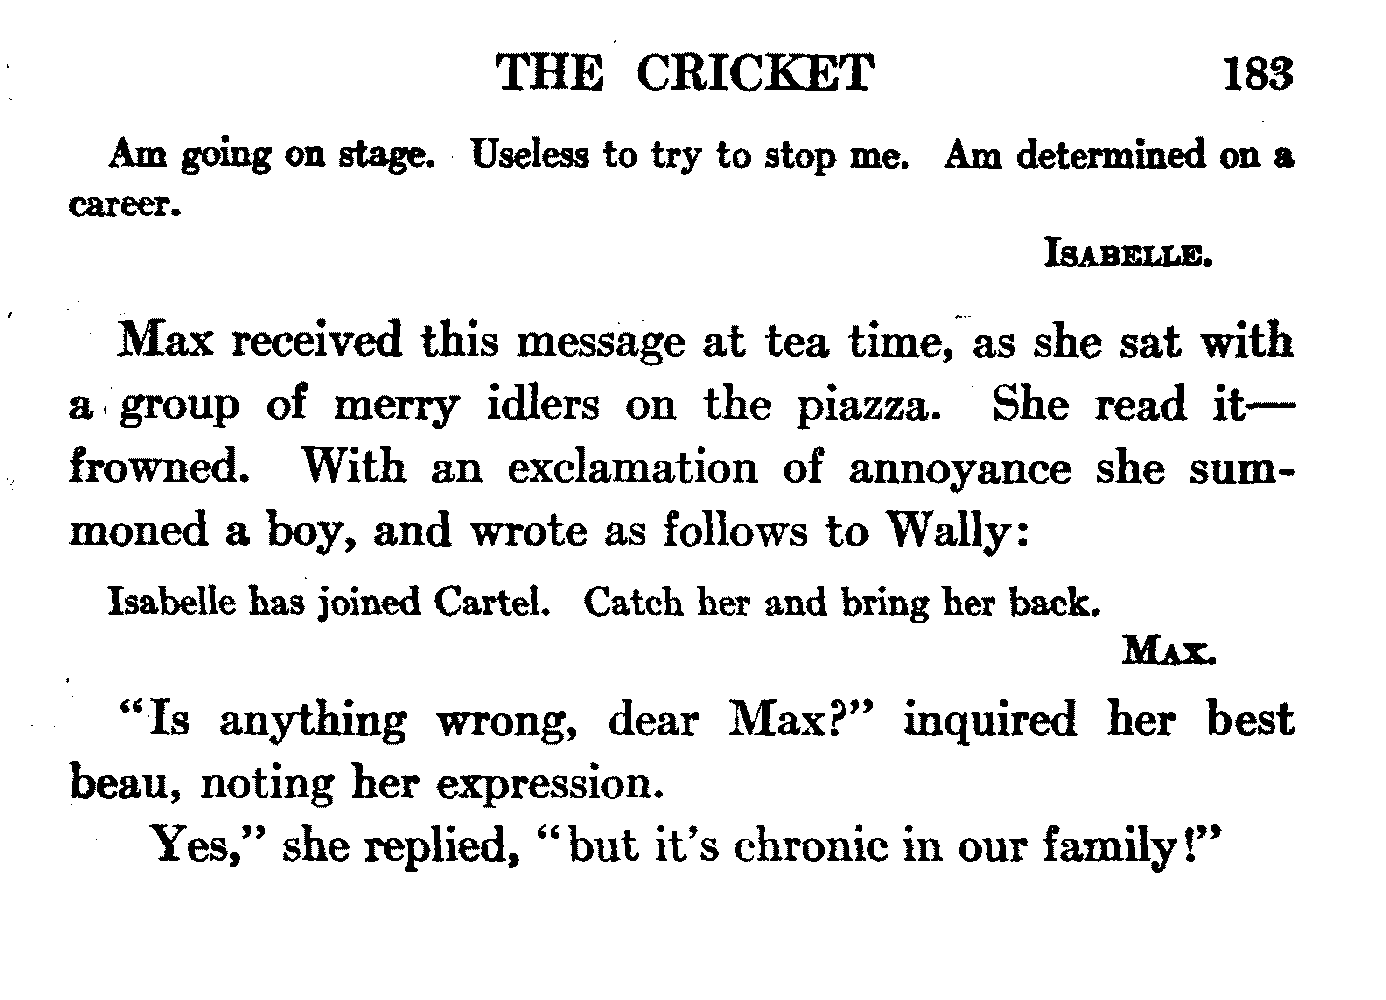 THE CRICKET 183
Am going on stage. Useless to try to stop me. Am determined on a
career.
ISABELLE.
Max received this message at tea time, as she sat with
a group of merry idlers on the piazza. She read it—
frowned. With an exclamation of annoyance she sum-
moned a boy, and wrote as follows to Wally:
Isabelle has joined Cartel. Catch her and bring her back.
MAX.
“Is anything wrong, dear Max?” inquired her best
beau, noting her expression.
Yes,” she replied, “but it’s chronic in our family!”